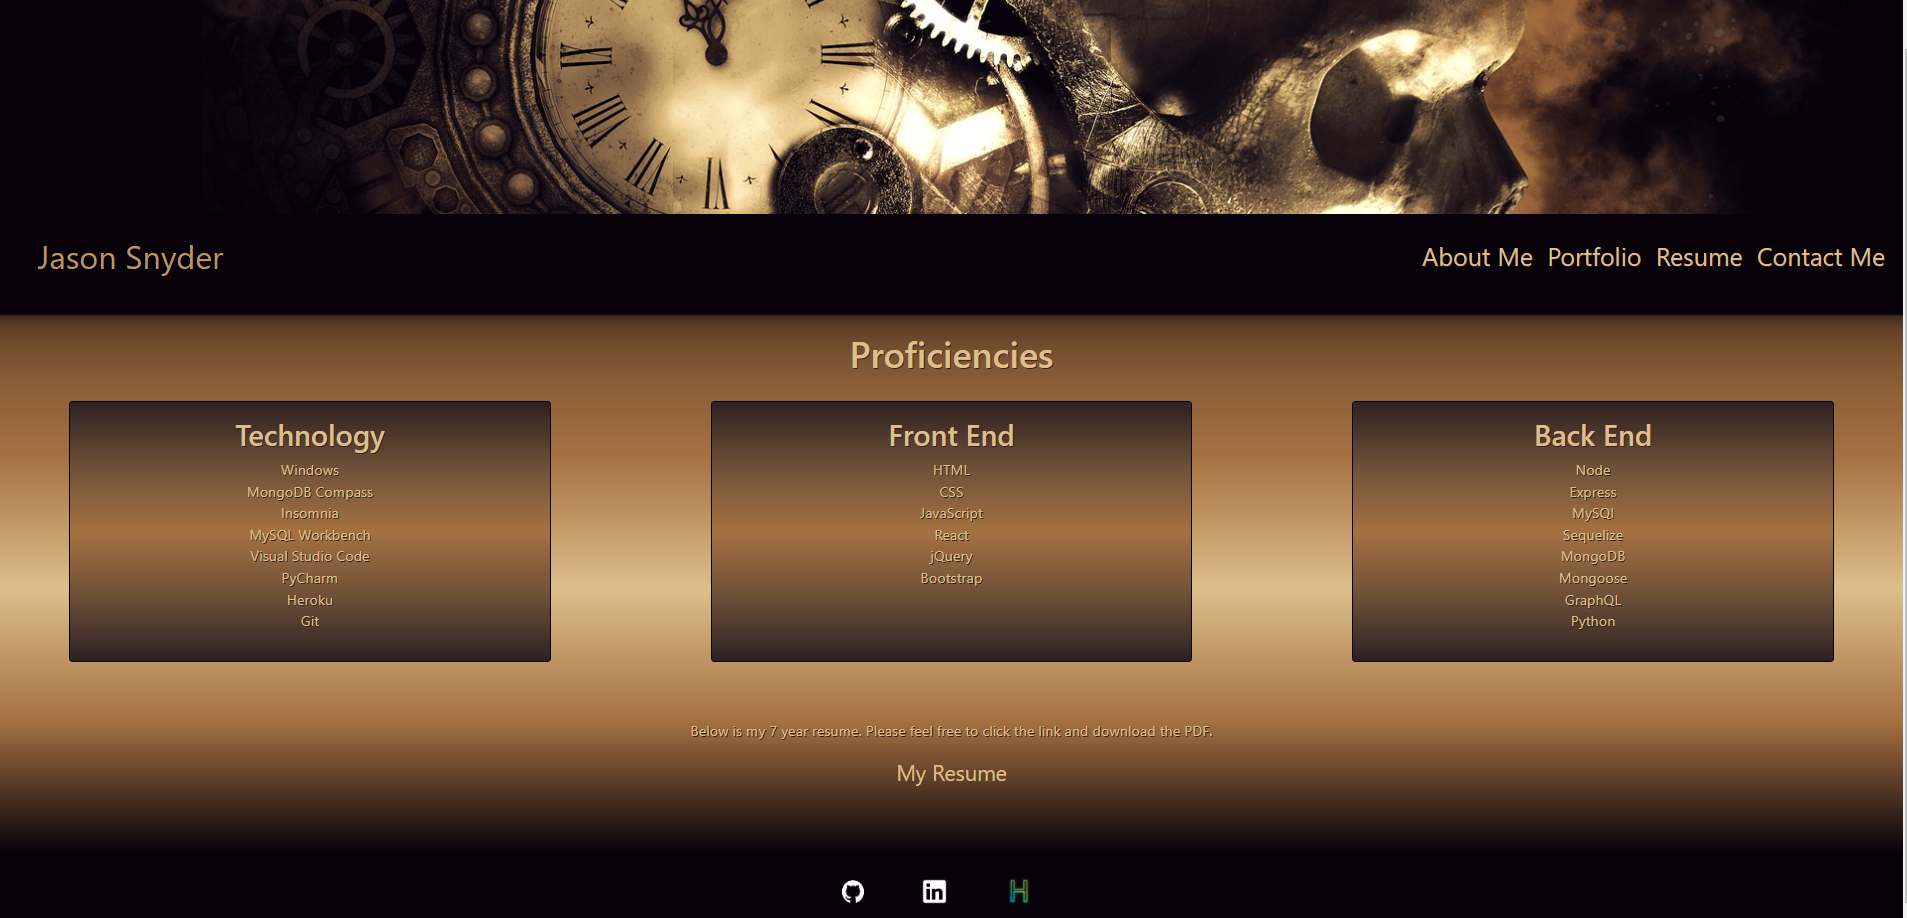 Jason Snyder
About Me Portfolio Resume Contact Me
Proficiencies
Technology
Windows
MongoDB Compass
Insomnia
MySQL Workbench
Visual Studio Code
PyCharm
Heroku
Git
Front End
HTML
CSS
JavaScript
React
jQuery
Bootstrap
Back End
Node
Express
MySQl
Sequelize
MongoDB
Mongoose
GraphQL
Python
Below is my 7 year resume. Please feel free to click the link and download the PDF.
My Resume
in
H